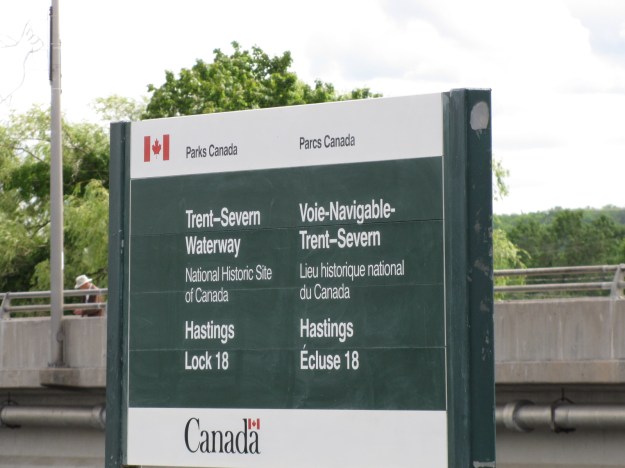 Parks Canada
Parcs Canada
Trent-Severn
Waterway
National Historic Site
of Canada
Hastings
Lock 18
Voie-Navigable-
Trent-Severn
Lieu historique national
du Canada
Hastings
Écluse 18
Canada